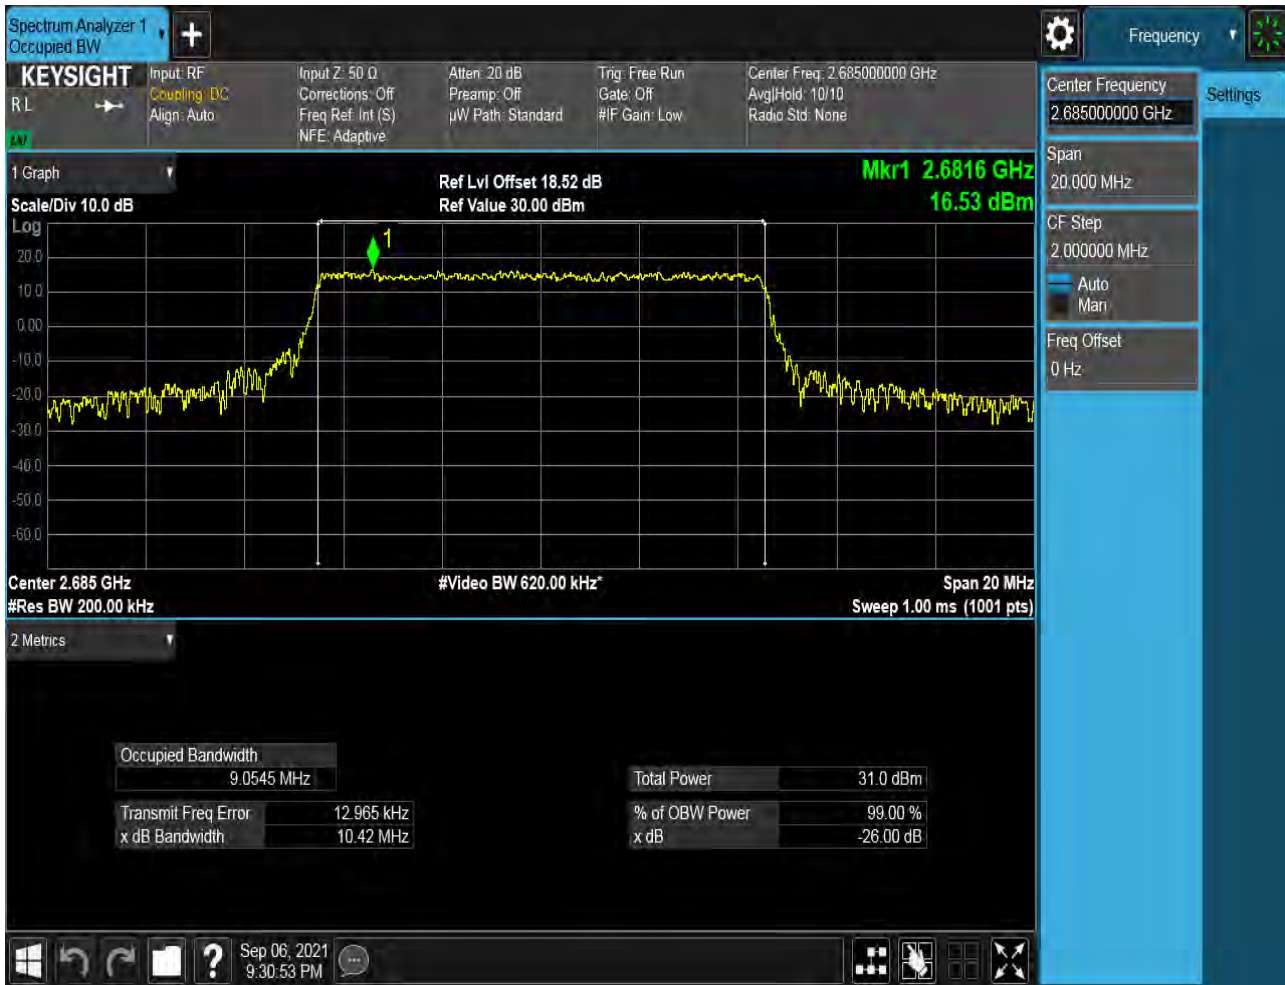 Spectrum Analyzer 1
Occupied BW
Frequency
KEYSIGHT
R L
Input: RF
Coupling: DC
Align: Auto
Input Z: 50 Ω
Corrections: Off
Freq Ref: Int (S)
NFE: Adaptive
Atten: 20 dB
Preamp: Off
µW Path: Standard
Trig: Free Run
Gate: Off
#IF Gain: Low
Center Freq: 2.685000000 GHz
Avg|Hold: 10/10
Radio Std: None
Center Frequency
2.685000000 GHz
Settings
Span
20.000 MHz
CF Step
2.000000 MHz
Auto
Man
Freq Offset
0 Hz
1 Graph
Scale/Div 10.0 dB
Ref Lvl Offset 18.52 dB
Ref Value 30.00 dBm
Mkr1 2.6816 GHz
16.53 dBm
Log
1
20.0
10.0
0.00
-10.0
-20.0
-30.0
-40.0
-50.0
-60.0
Center 2.685 GHz
#Video BW 620.00 kHz*
Span 20 MHz
#Res BW 200.00 kHz
Sweep 1.00 ms (1001 pts)
2 Metrics
Occupied Bandwidth
9.0545 MHz
Transmit Freq Error 12.965 kHz
x dB Bandwidth 10.42 MHz
Total Power 31.0 dBm
% of OBW Power 99.00 %
x dB -26.00 dB
?
Sep 06, 2021
9:30:53 PM